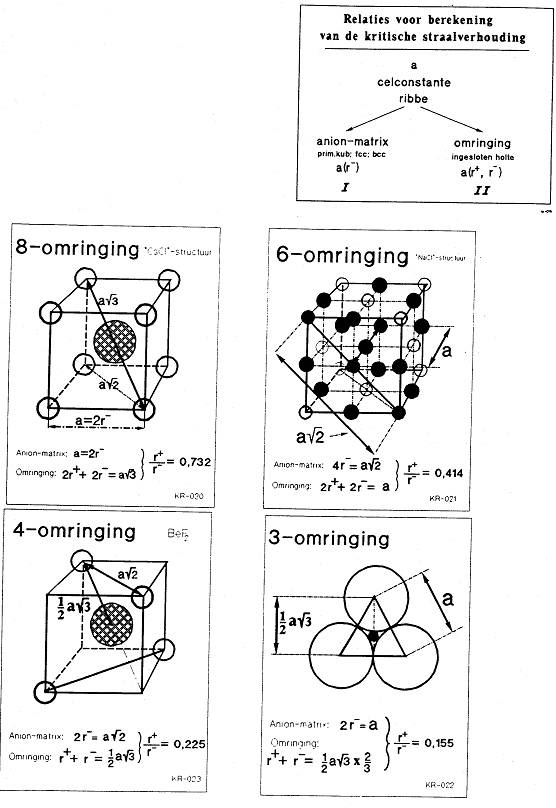 Relaties voor berekening
van de kritische straalverhouding
a
celconstante
ribbe
anion-matrix
prim.kub; fcc; bcc
a(r⁻)
I
omringing
ingesloten holte
a(r⁺, r⁻)
II
8-omringing "CsCl"-structuur
a√3
a√2
a=2r⁻
Anion-matrix: a=2r⁻
Omringing: 2r⁺+ 2r⁻=a√3
} r⁺/r⁻ = 0,732
KR-020
6-omringing "NaCl"-structuur
a
a√2
Anion-matrix: 4r⁻= a√2
Omringing: 2r⁺+ 2r⁻= a
} r⁺/r⁻ = 0,414
KR-021
4-omringing BeF₂
a√2
1/2 a√3
Anion-matrix: 2r⁻= a√2
Omringing: r⁺+ r⁻= 1/2 a√3
} r⁺/r⁻ = 0,225
KR-023
3-omringing
a
1/2 a√3
Anion-matrix: 2r⁻= a
Omringing:
r⁺+ r⁻= 1/2 a√3 x 2/3
} r⁺/r⁻ = 0,155
KR-022